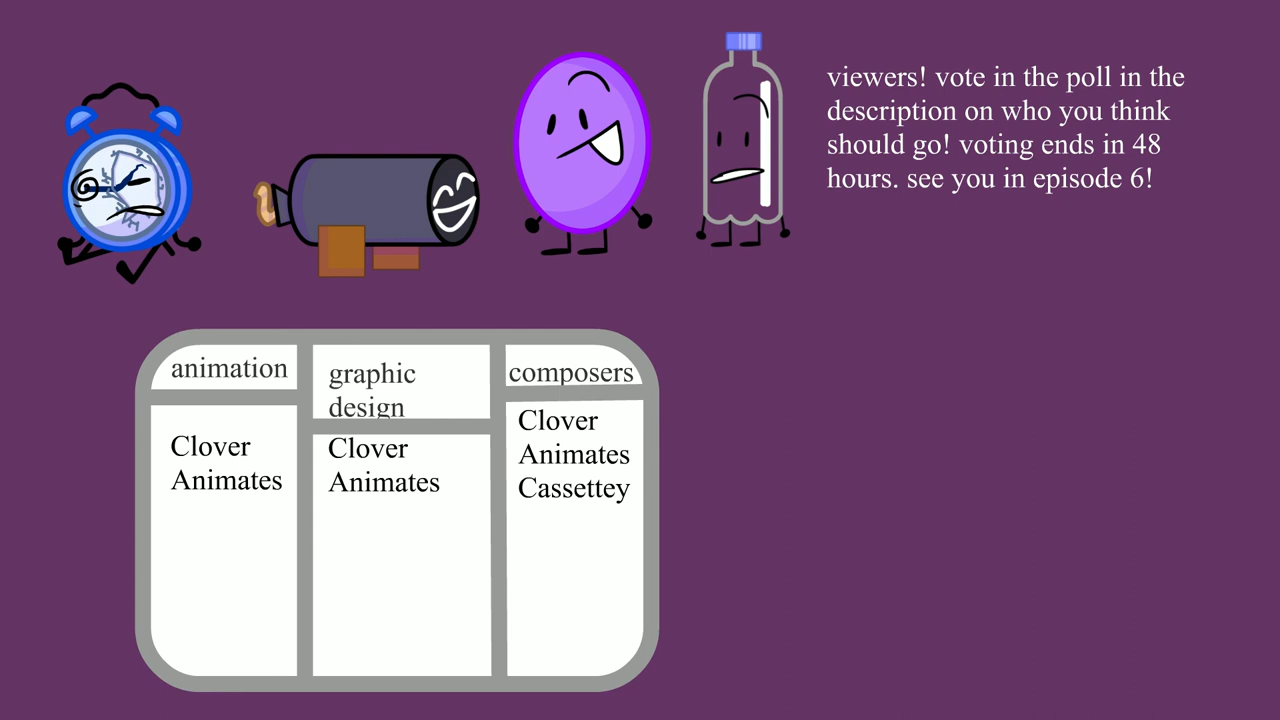 viewers! vote in the poll in the
description on who you think
should go! voting ends in 48
hours. see you in episode 6!
animation
graphic
design
composers
Clover
Animates
Clover
Animates
Clover
Animates
Cassettey